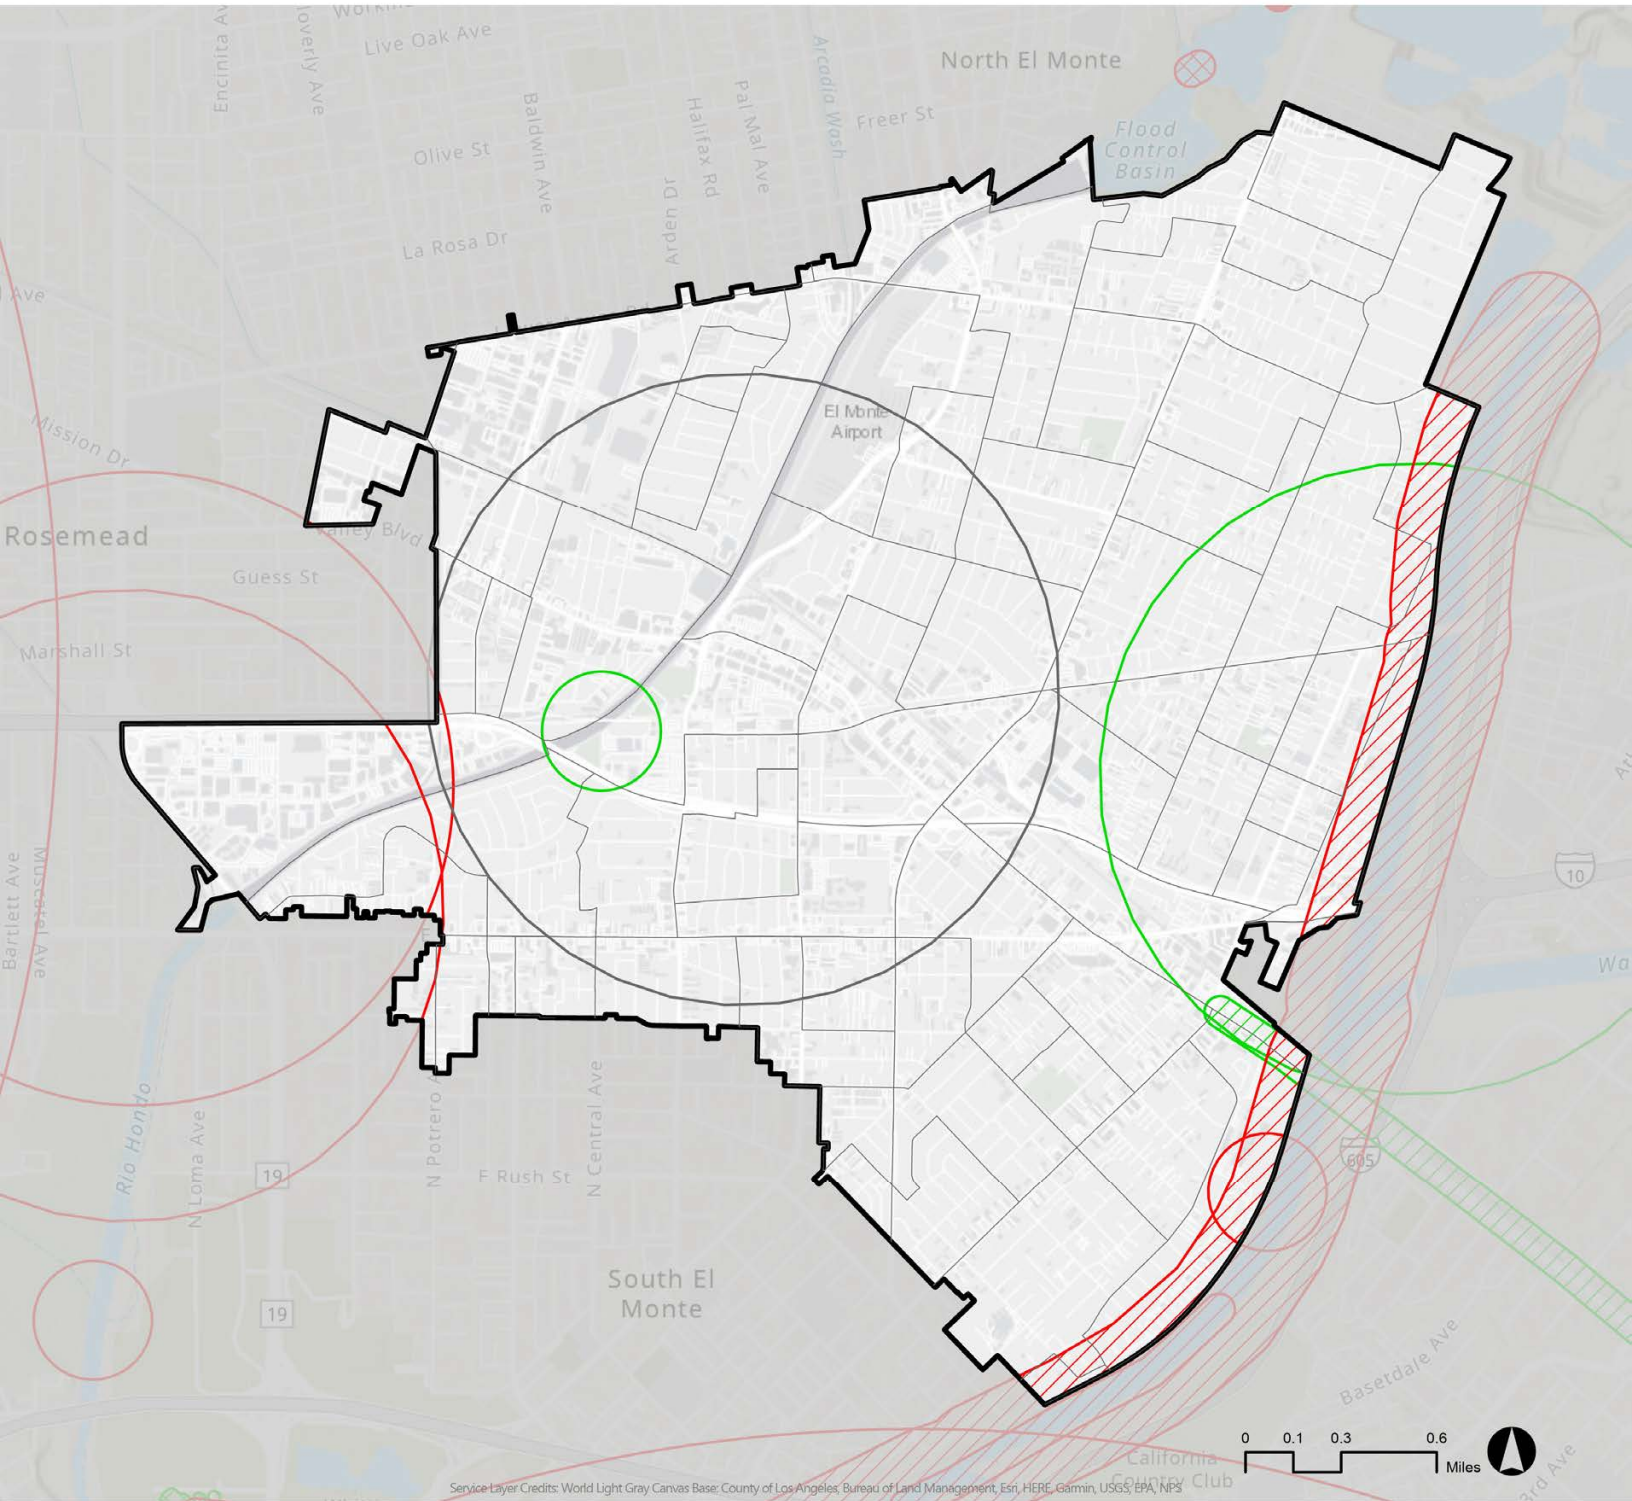 Live Oak Ave
Encinita Av
loverly Ave
Baldwin Ave
Olive St
Halifax Rd
Pal Mal Ave
Arcadia Wash
Freer St
North El Monte
Flood
Control
Basin
Arden Dr
La Rosa Dr
Ave
Mission Dr
El Monte
Airport
Rosemead
Valley Blvd
Guess St
Marshall St
Bartlett Ave
Muscatel Ave
10
Wa
Rio Hondo
N Loma Ave
19
N Potrero A
F Rush St
N Central Ave
605
19
South El
Monte
Basetdale Ave
0 0.1 0.3 0.6
Miles
California
Country Club
3rd Ave
Service Layer Credits: World Light Gray Canvas Base: County of Los Angeles, Bureau of Land Management, Esri, HERE, Garmin, USGS, EPA, NPS